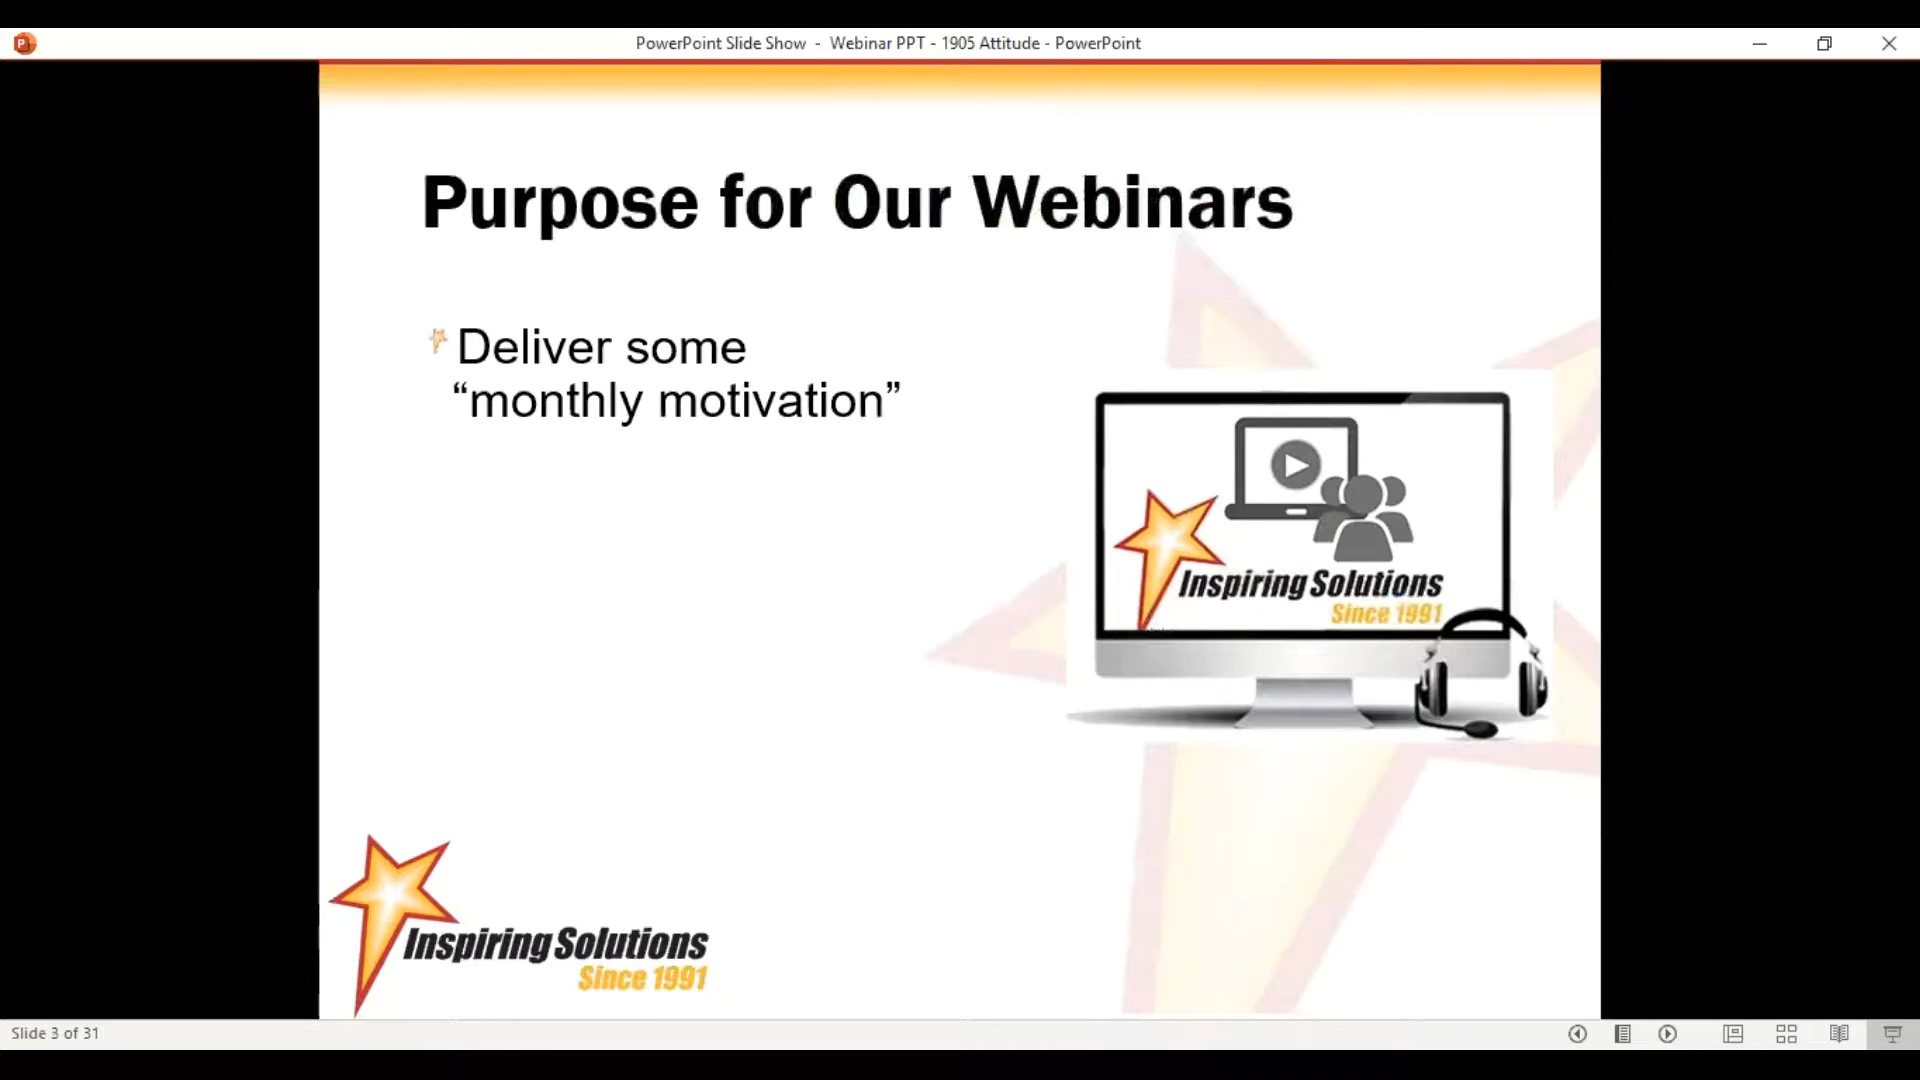 PowerPoint Slide Show - Webinar PPT - 1905 Attitude - PowerPoint
Purpose for Our Webinars
Deliver some
“monthly motivation”
Inspiring Solutions
Since 1991
Inspiring Solutions
Since 1991
Slide 3 of 31